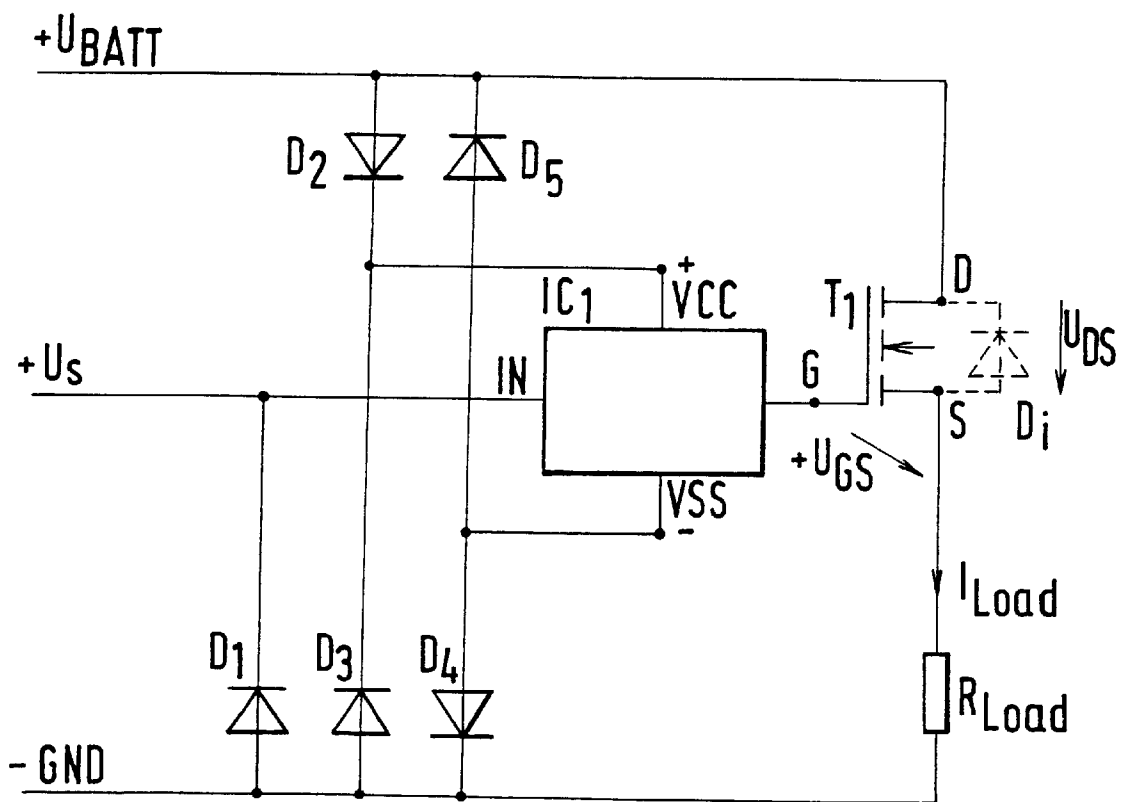 +UBATT
D2
D5
IC1
+
VCC
T1
D
UDS
+Us
IN
G
S
Di
+UGS
VSS
-
ILoad
D1
D3
D4
RLoad
- GND